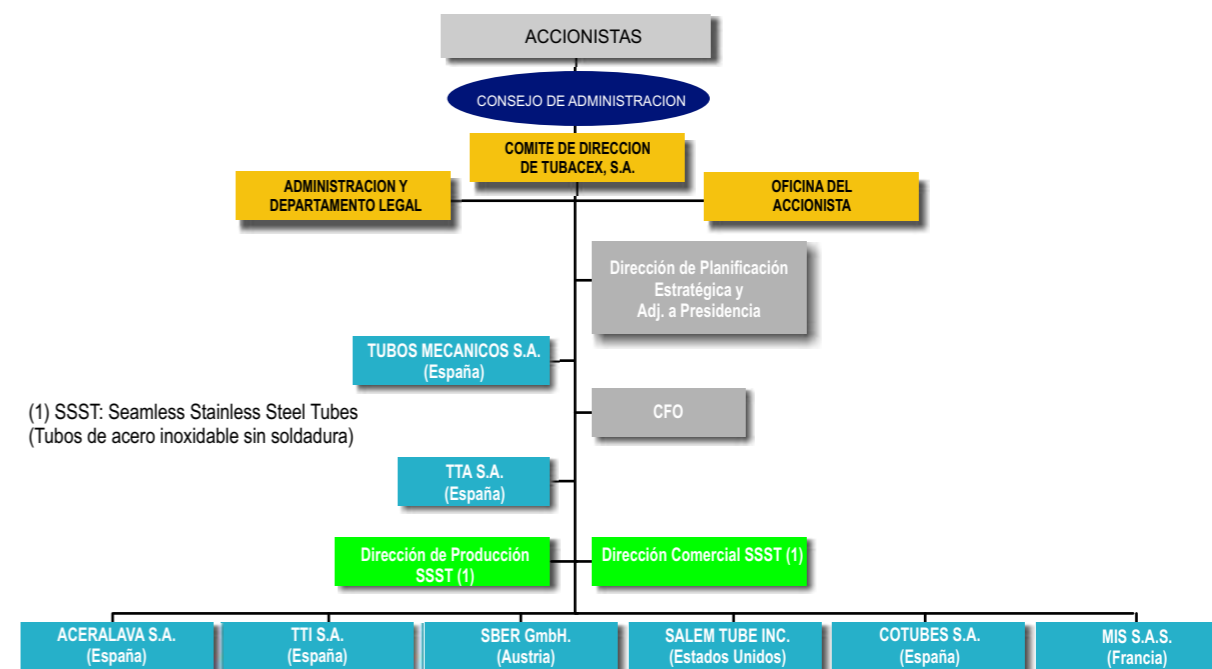 ACCIONISTAS
CONSEJO DE ADMINISTRACION
COMITE DE DIRECCION
DE TUBACEX, S.A.
ADMINISTRACION Y
DEPARTAMENTO LEGAL
OFICINA DEL
ACCIONISTA
Dirección de Planificación
Estratégica y
Adj. a Presidencia
TUBOS MECANICOS S.A.
(España)
(1) SSST: Seamless Stainless Steel Tubes
(Tubos de acero inoxidable sin soldadura)
CFO
TTA S.A.
(España)
Dirección de Producción
SSST (1)
Dirección Comercial SSST (1)
ACERALAVA S.A.
(España)
TTI S.A.
(España)
SBER GmbH.
(Austria)
SALEM TUBE INC.
(Estados Unidos)
COTUBES S.A.
(España)
MIS S.A.S.
(Francia)